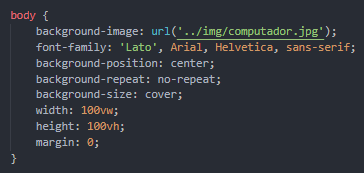 body {
background-image: url('../img/computador.jpg');
font-family: 'Lato', Arial, Helvetica, sans-serif;
background-position: center;
background-repeat: no-repeat;
background-size: cover;
width: 100vw;
height: 100vh;
margin: 0;
}